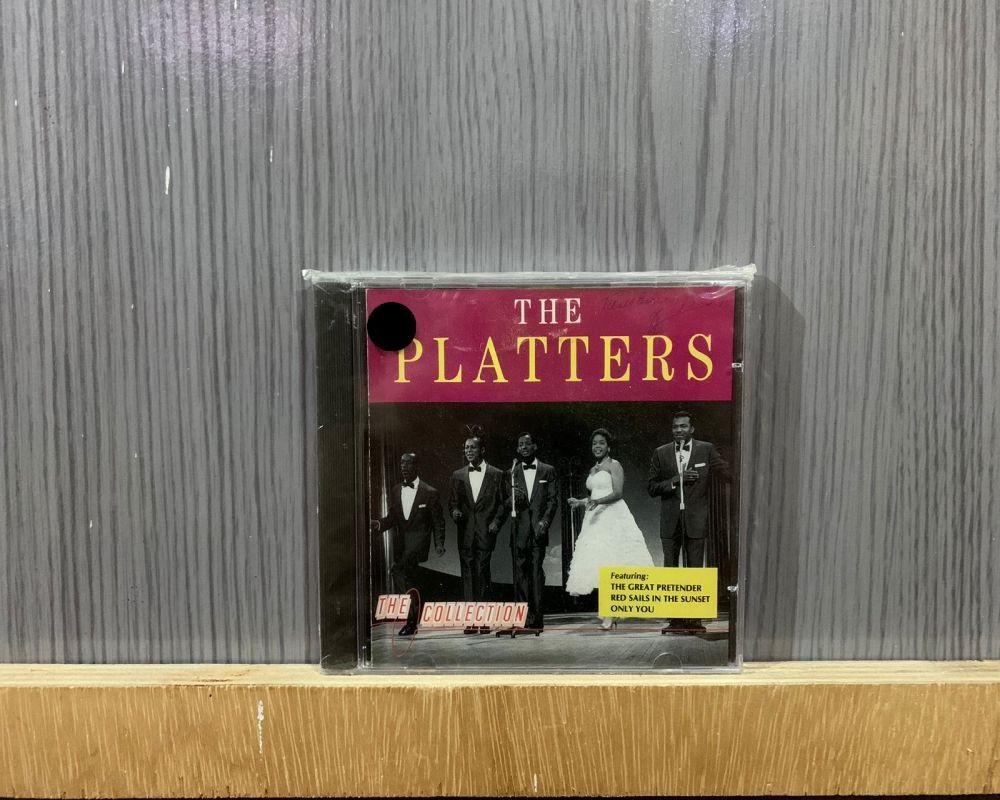 THE
PLATTERS
Featuring:
THE GREAT PRETENDER
RED SAILS IN THE SUNSET
ONLY YOU
THE COLLECTION